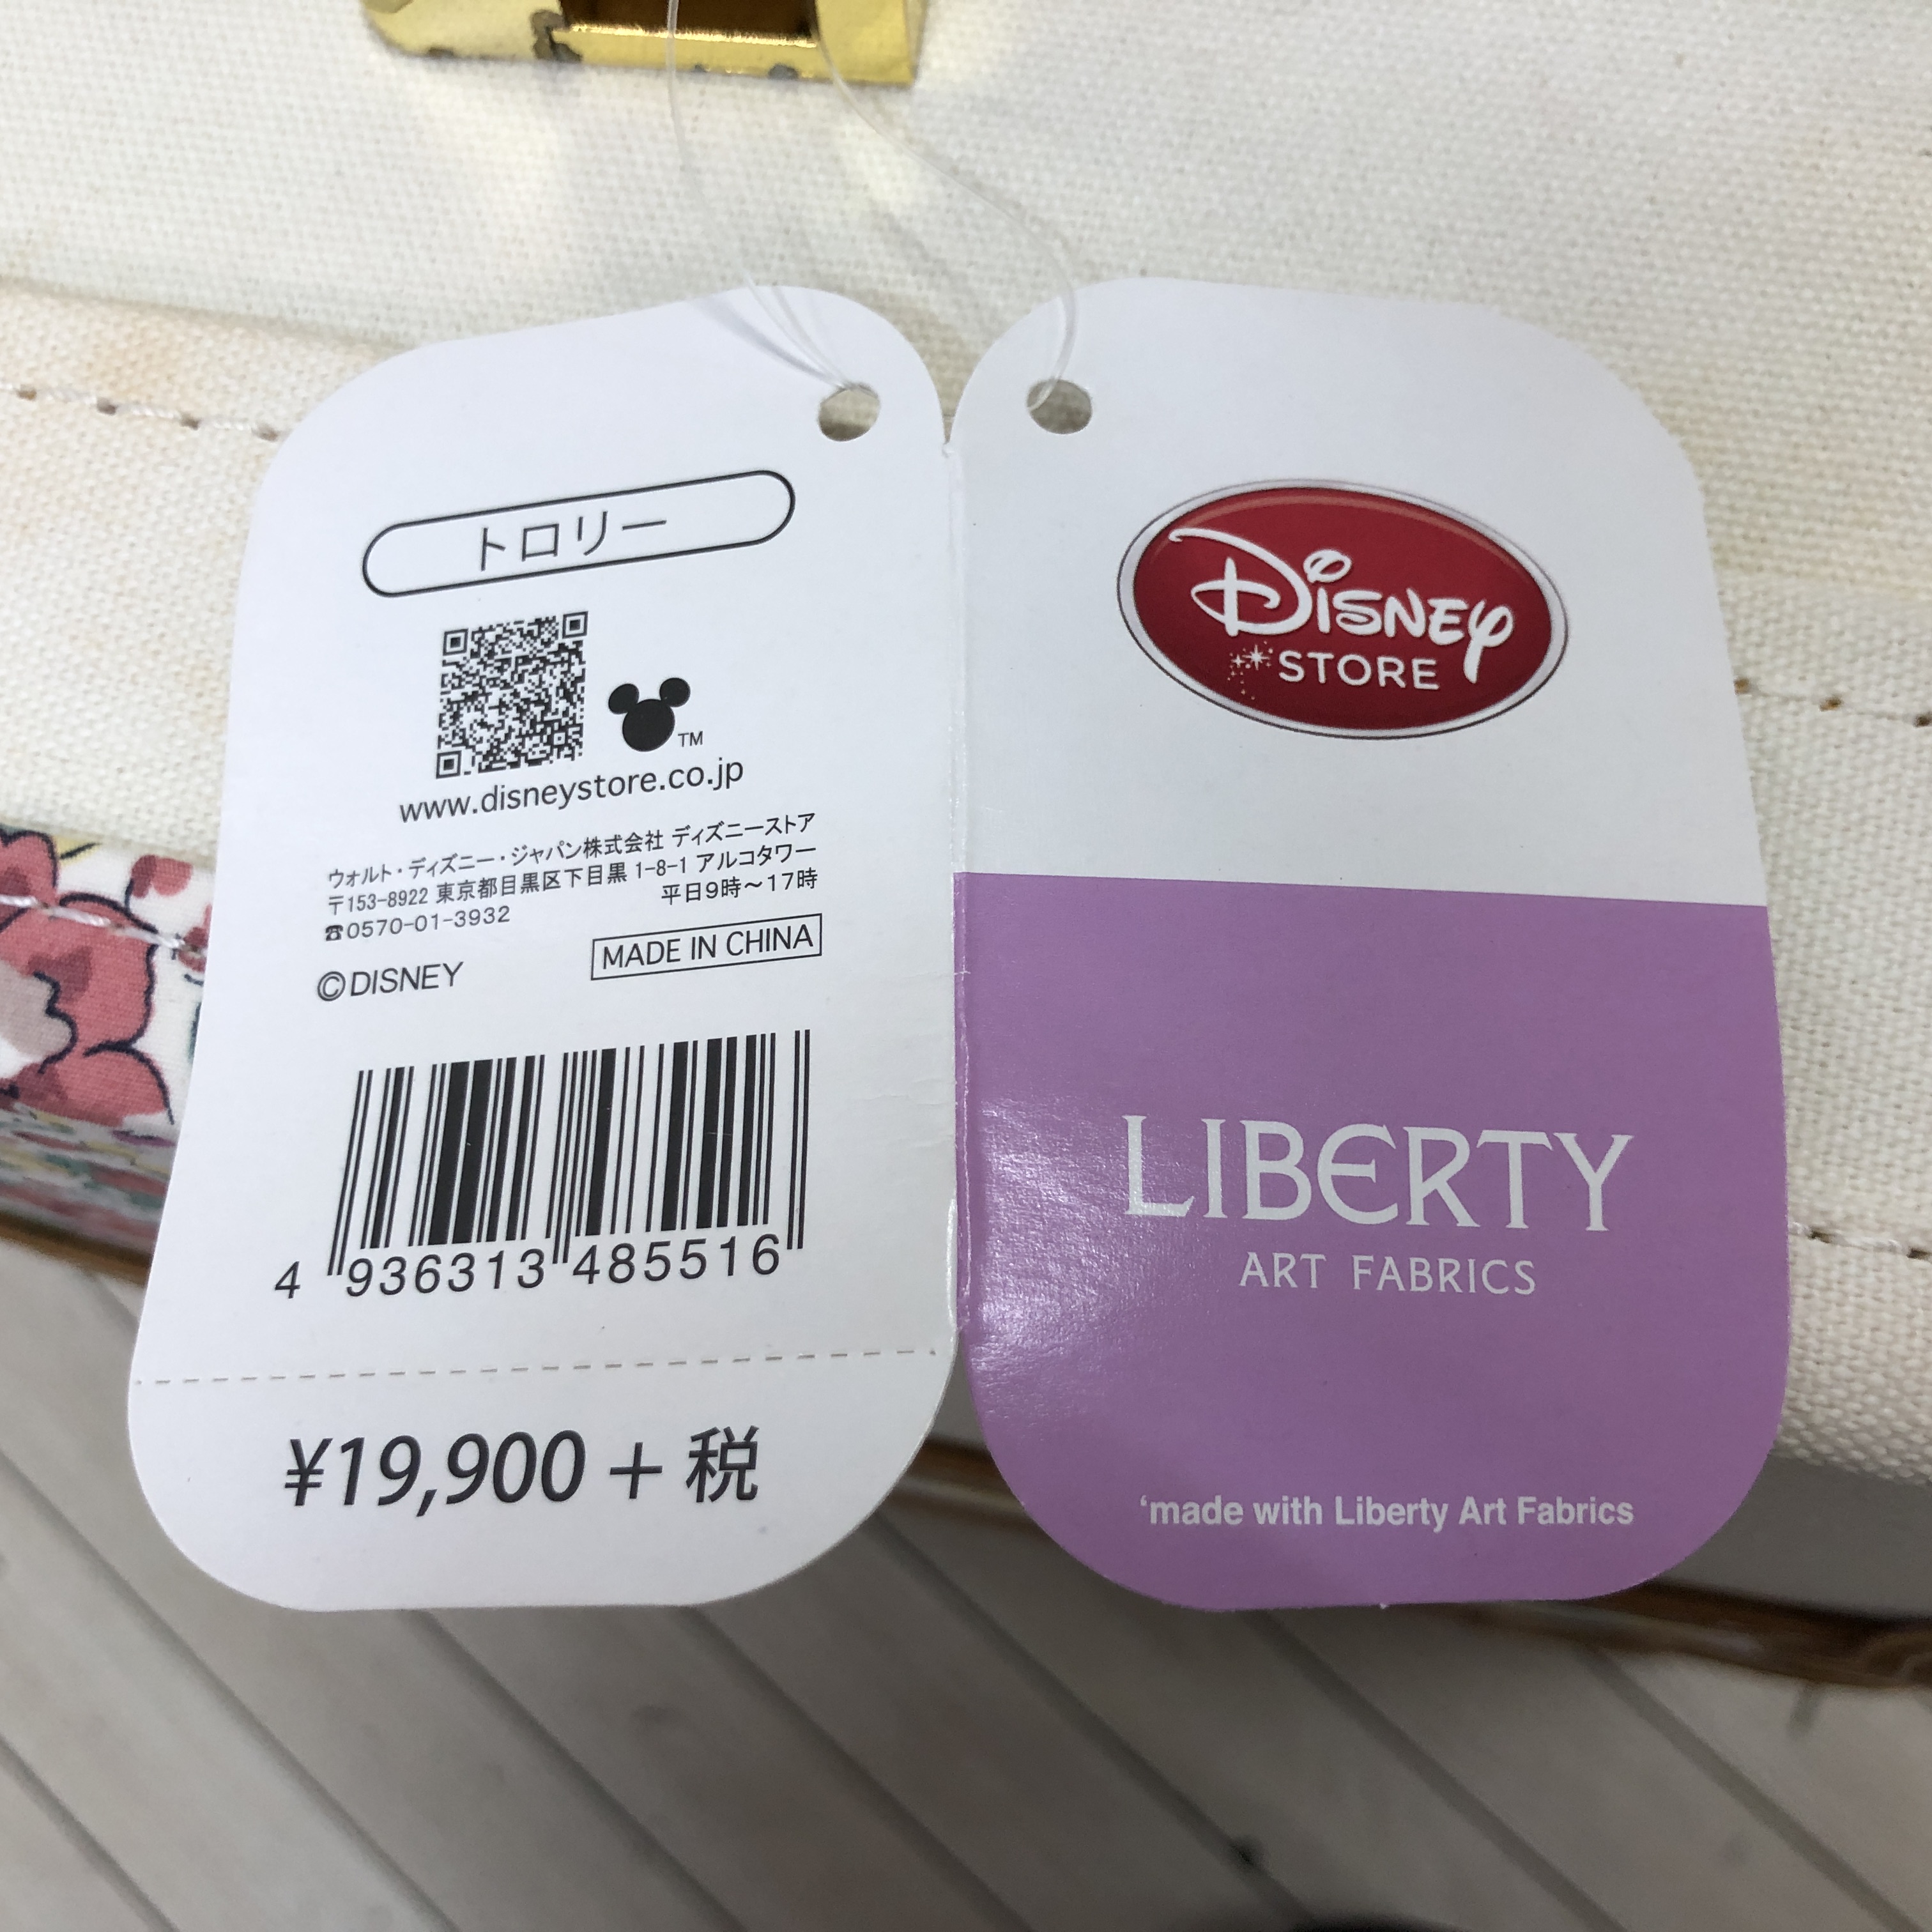 トロリー
TM
www.disneystore.co.jp
ウォルト・ディズニー・ジャパン株式会社 ディズニーストア
〒153-8922 東京都目黒区下目黒 1-8-1 アルコタワー
☎0570-01-3932 平日9時〜17時
©DISNEY
MADE IN CHINA
4 936313 485516
¥19,900 + 税
DISNEY
STORE
LIBERTY
ART FABRICS
‘made with Liberty Art Fabrics